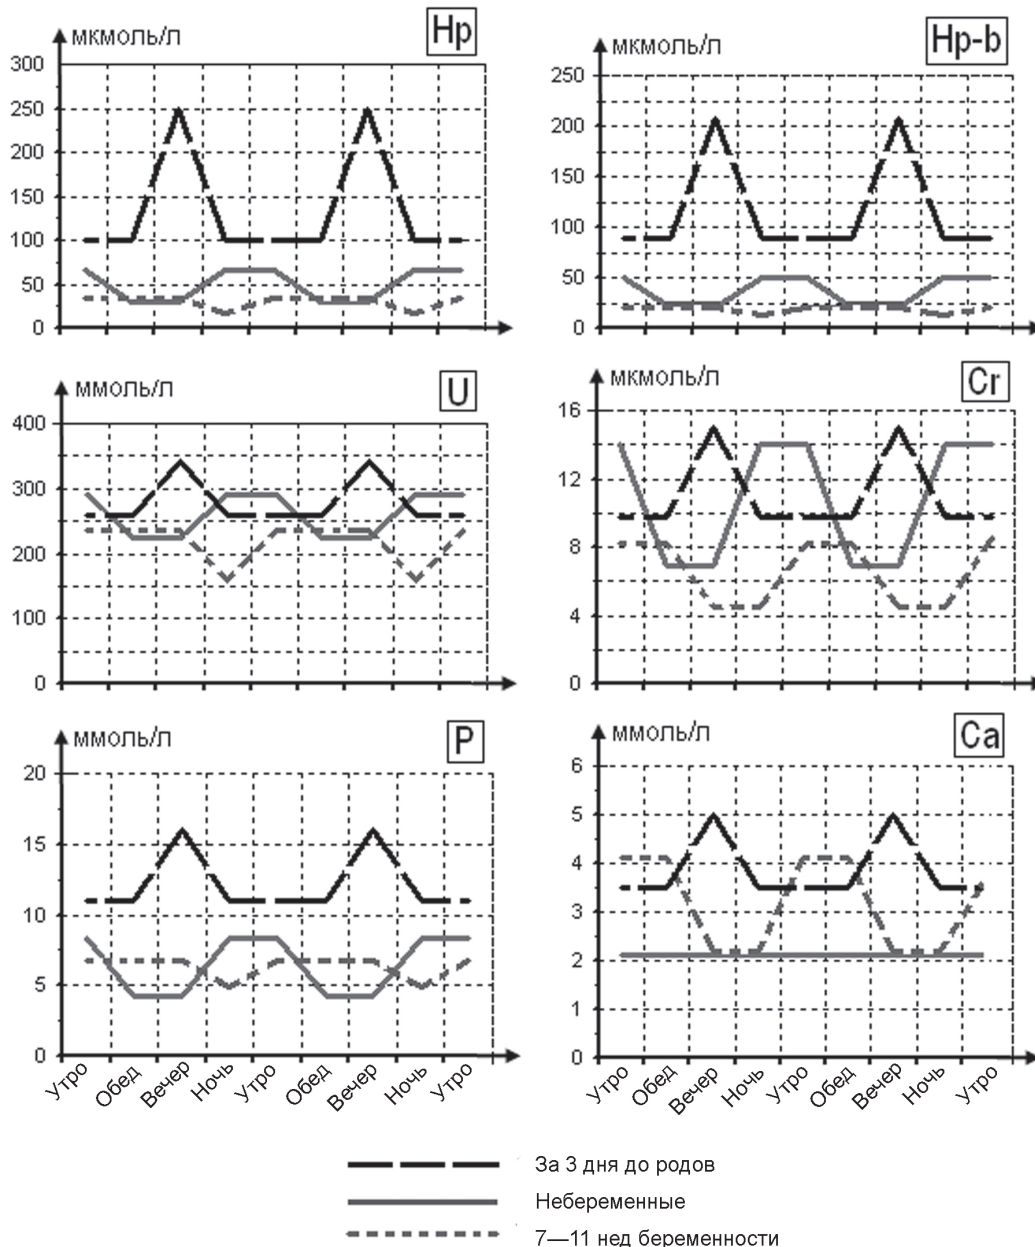 мкмоль/л
Hp
300
250
200
150
100
50
0
мкмоль/л
Hp-b
250
200
150
100
50
0
ммоль/л
U
400
300
200
100
0
мкмоль/л
Cr
16
12
8
4
0
ммоль/л
P
20
15
10
5
0
Утро
Обед
Вечер
Ночь
Утро
Обед
Вечер
Ночь
Утро
ммоль/л
Ca
6
5
4
3
2
1
0
Утро
Обед
Вечер
Ночь
Утро
Обед
Вечер
Ночь
Утро
За 3 дня до родов
Небеременные
7—11 нед беременности